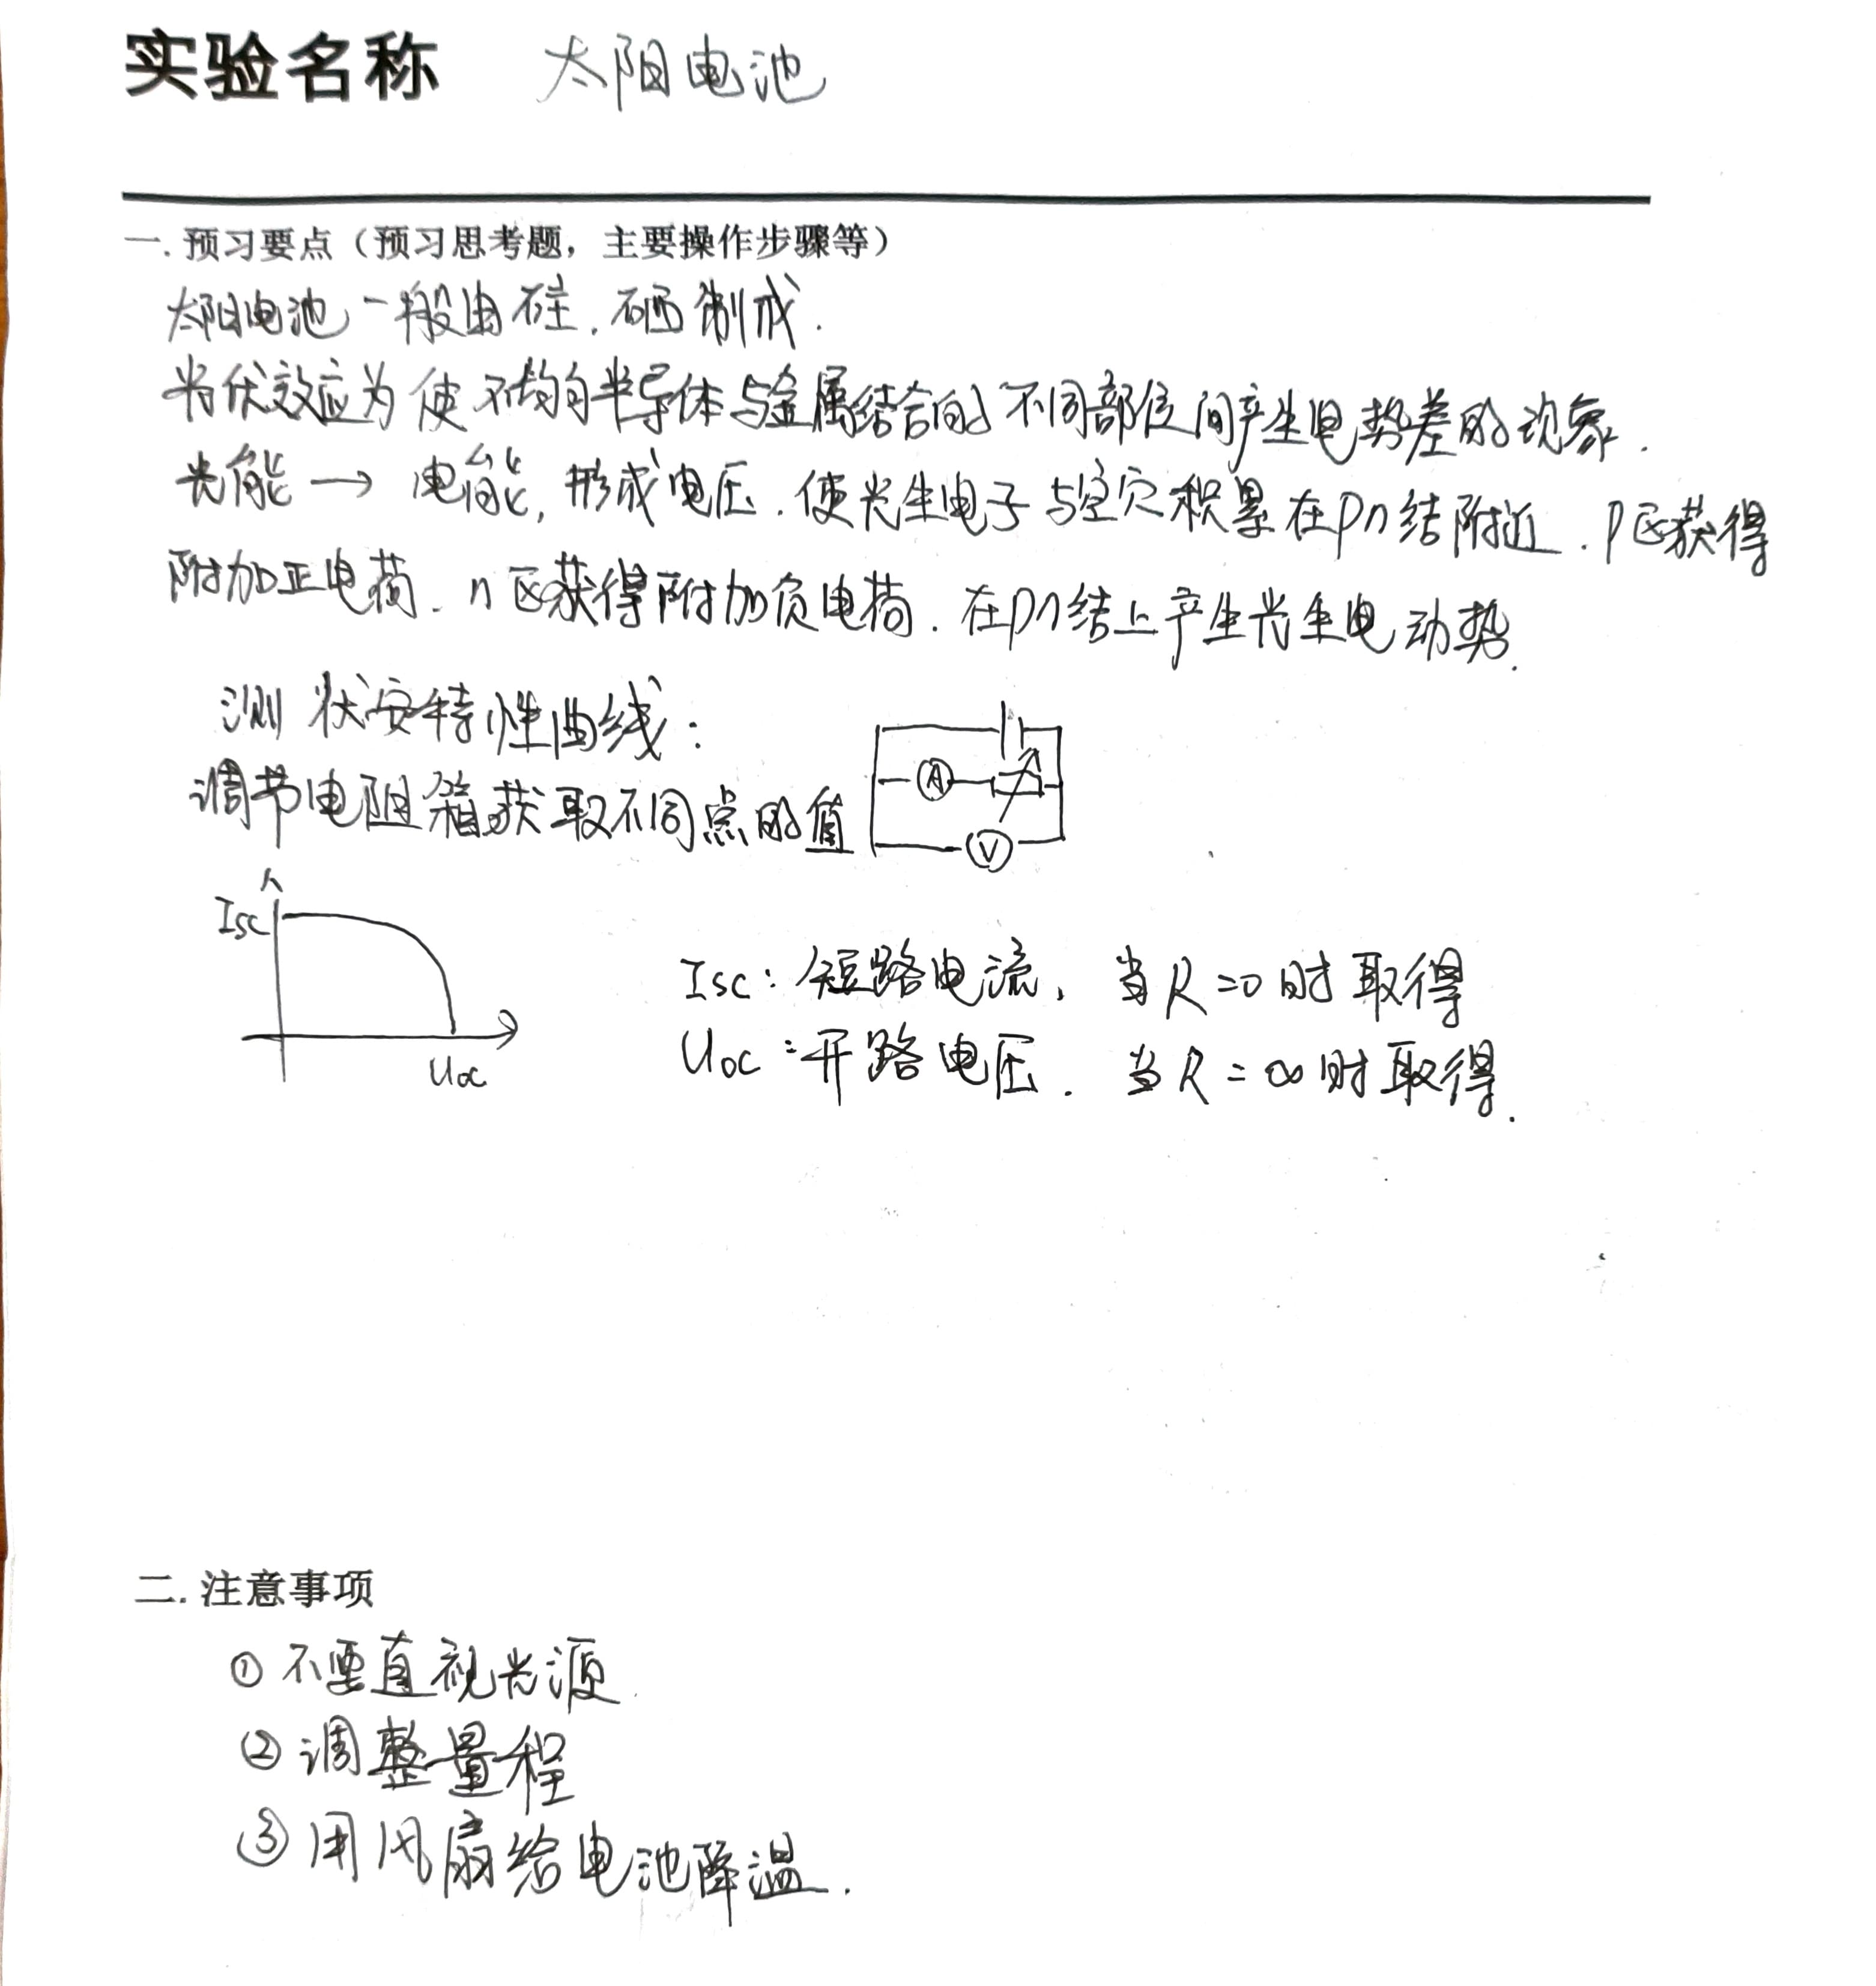 实验名称 太阳电池
一.预习要点（预习思考题，主要操作步骤等）
太阳电池一般由硅.硒制成.
光伏效应为使不均匀半导体与金属结合的不同部位间产生电势差的现象.
光能→电能,形成电压.使光生电子与空穴积累在pn结附近.p区获得
附加正电荷.n区获得附加负电荷.在pn结上产生光生电动势.
测伏安特性曲线:
调节电阻箱获取不同点的值
A
V
Isc
Uoc
Isc:短路电流,当R=0时取得
Uoc:开路电压.当R=∞时取得.
二.注意事项
①不要直视光源.
②调整量程
③用风扇给电池降温.